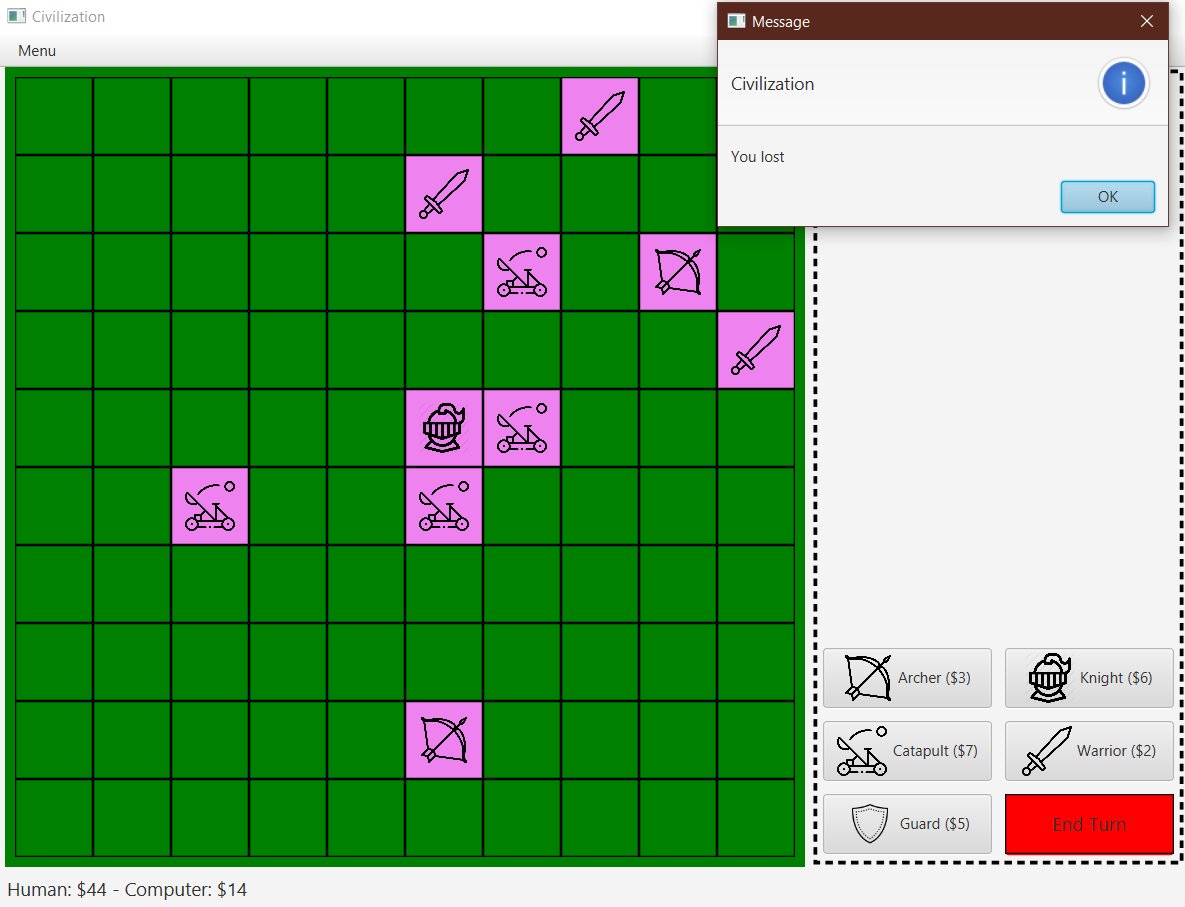 Civilization
Message
Menu
Civilization
You lost
OK
Archer ($3)
Knight ($6)
Catapult ($7)
Warrior ($2)
Guard ($5)
End Turn
Human: $44 - Computer: $14